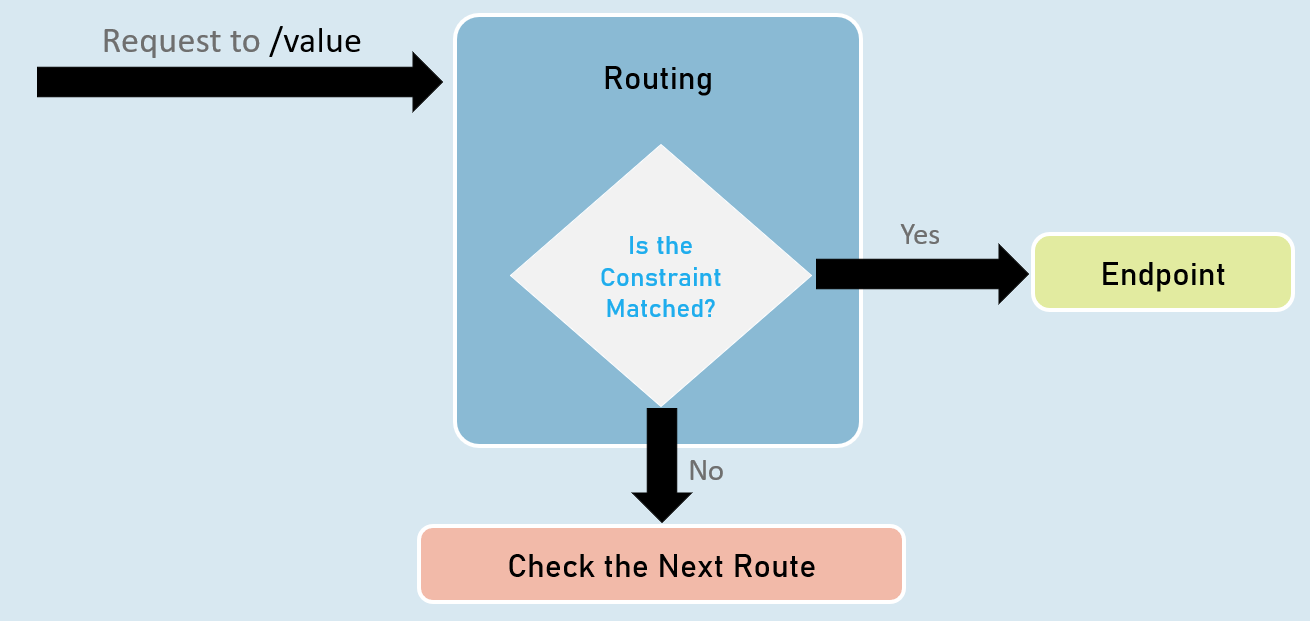 Request to /value
Routing
Is the
Constraint
Matched?
Yes
Endpoint
No
Check the Next Route